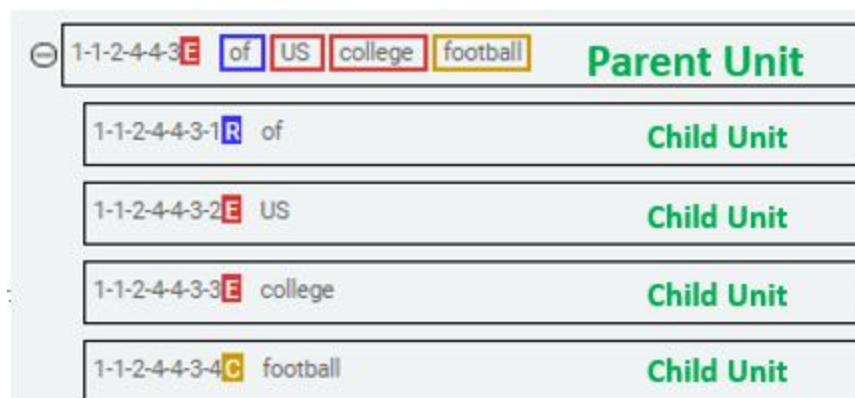 1-1-2-4-4-3 E of US college football Parent Unit
1-1-2-4-4-3-1 R of Child Unit
1-1-2-4-4-3-2 E US Child Unit
1-1-2-4-4-3-3 E college Child Unit
1-1-2-4-4-3-4 C football Child Unit